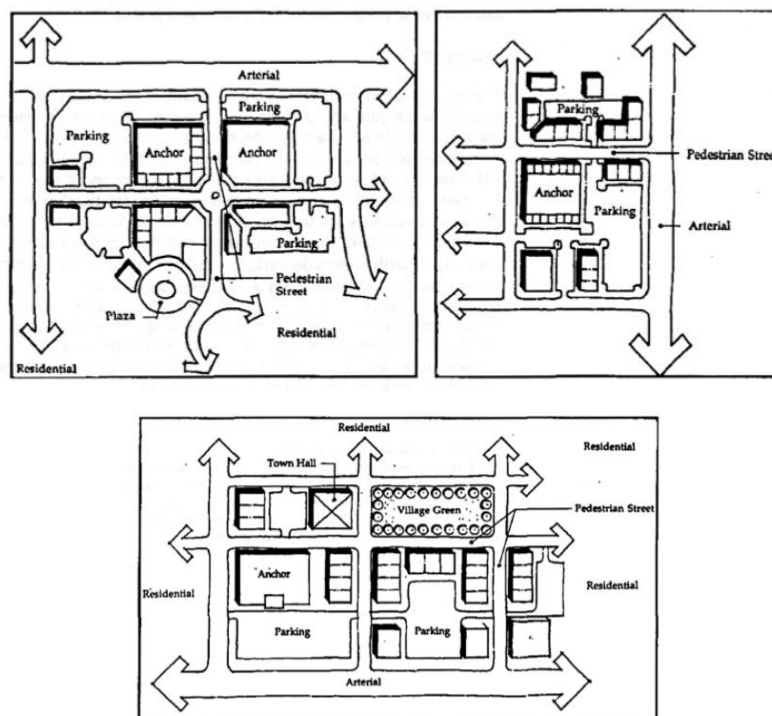 Arterial
Parking
Parking
Anchor
Anchor
Parking
Pedestrian
Street
Plaza
Residential
Residential
Parking
Pedestrian Street
Anchor
Parking
Arterial
Residential
Residential
Town Hall
Village Green
Pedestrian Street
Anchor
Residential
Residential
Parking
Parking
Arterial